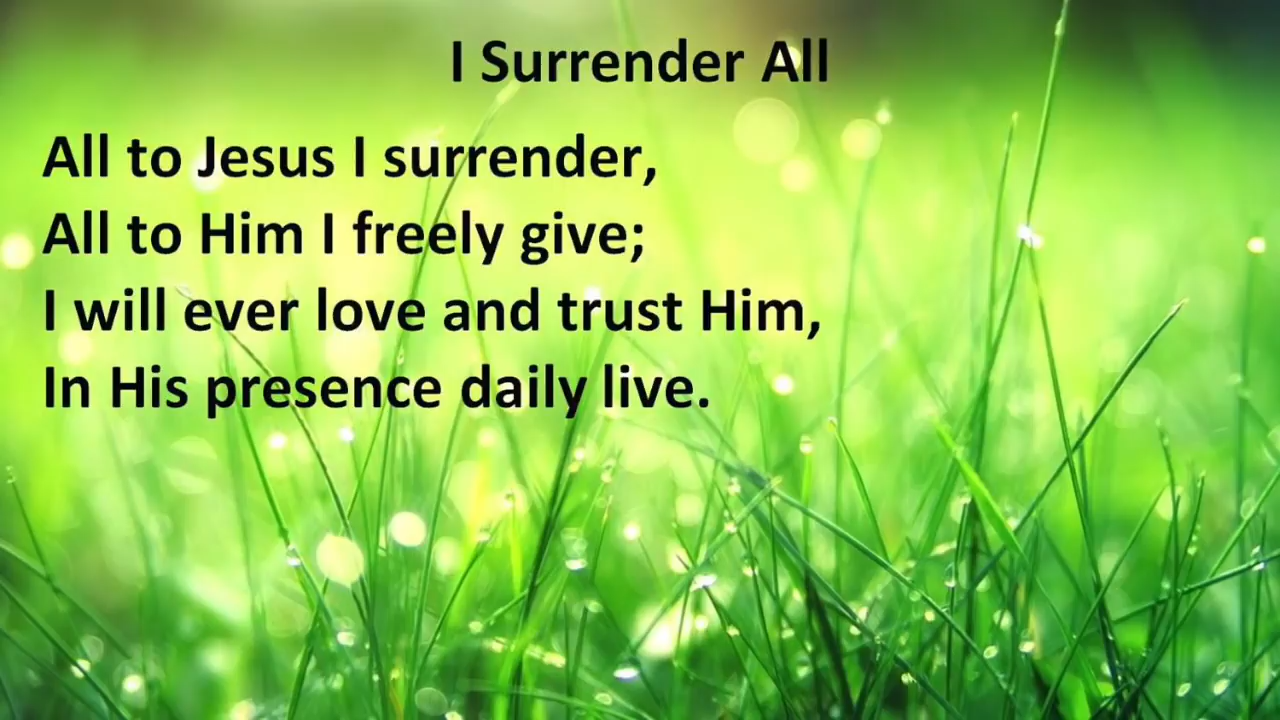 I Surrender All
All to Jesus I surrender,
All to Him I freely give;
I will ever love and trust Him,
In His presence daily live.